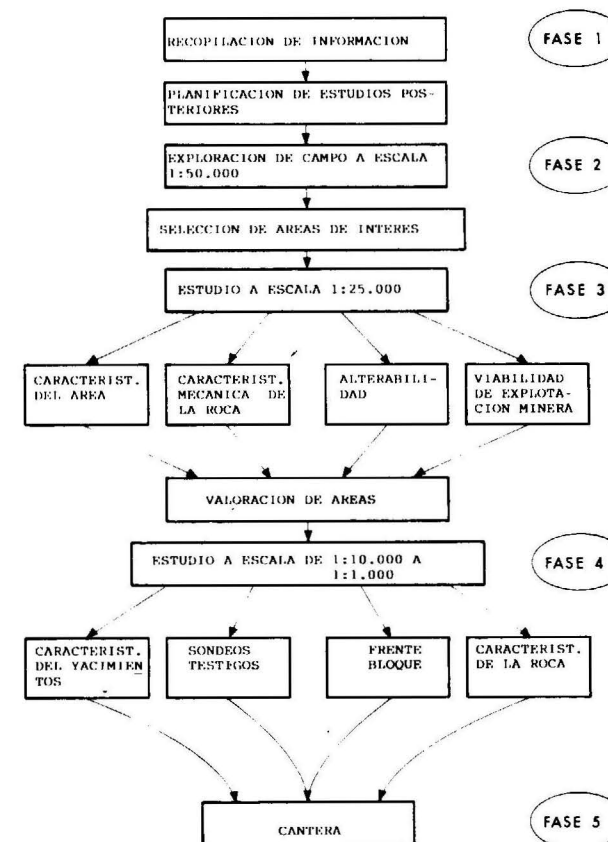 RECOPILACION DE INFORMACION
FASE 1
PLANIFICACION DE ESTUDIOS POS-
TERIORES
EXPLORACION DE CAMPO A ESCALA
1:50.000
FASE 2
SELECCION DE AREAS DE INTERES
ESTUDIO A ESCALA 1:25.000
FASE 3
CARACTERIST.
DEL AREA
CARACTERIST.
MECANICA DE
LA ROCA
ALTERABILI-
DAD
VIABILIDAD
DE EXPLOTA-
CION MINERA
VALORACION DE AREAS
ESTUDIO A ESCALA DE 1:10.000 A
1:1.000
FASE 4
CARACTERIST.
DEL YACIMIEN
TOS
SONDEOS
TESTIGOS
FRENTE
BLOQUE
CARACTERIST.
DE LA ROCA
CANTERA
FASE 5